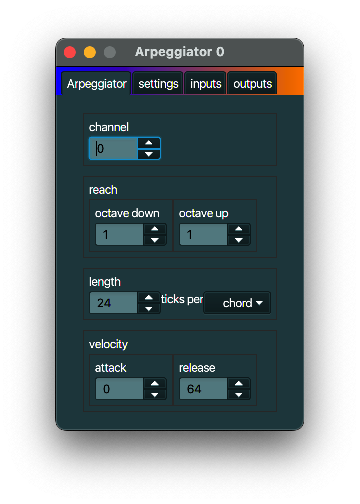 Arpeggiator 0
Arpeggiator settings inputs outputs
channel
0
reach
octave down octave up
1 1
length
24 ticks per chord
velocity
attack release
0 64